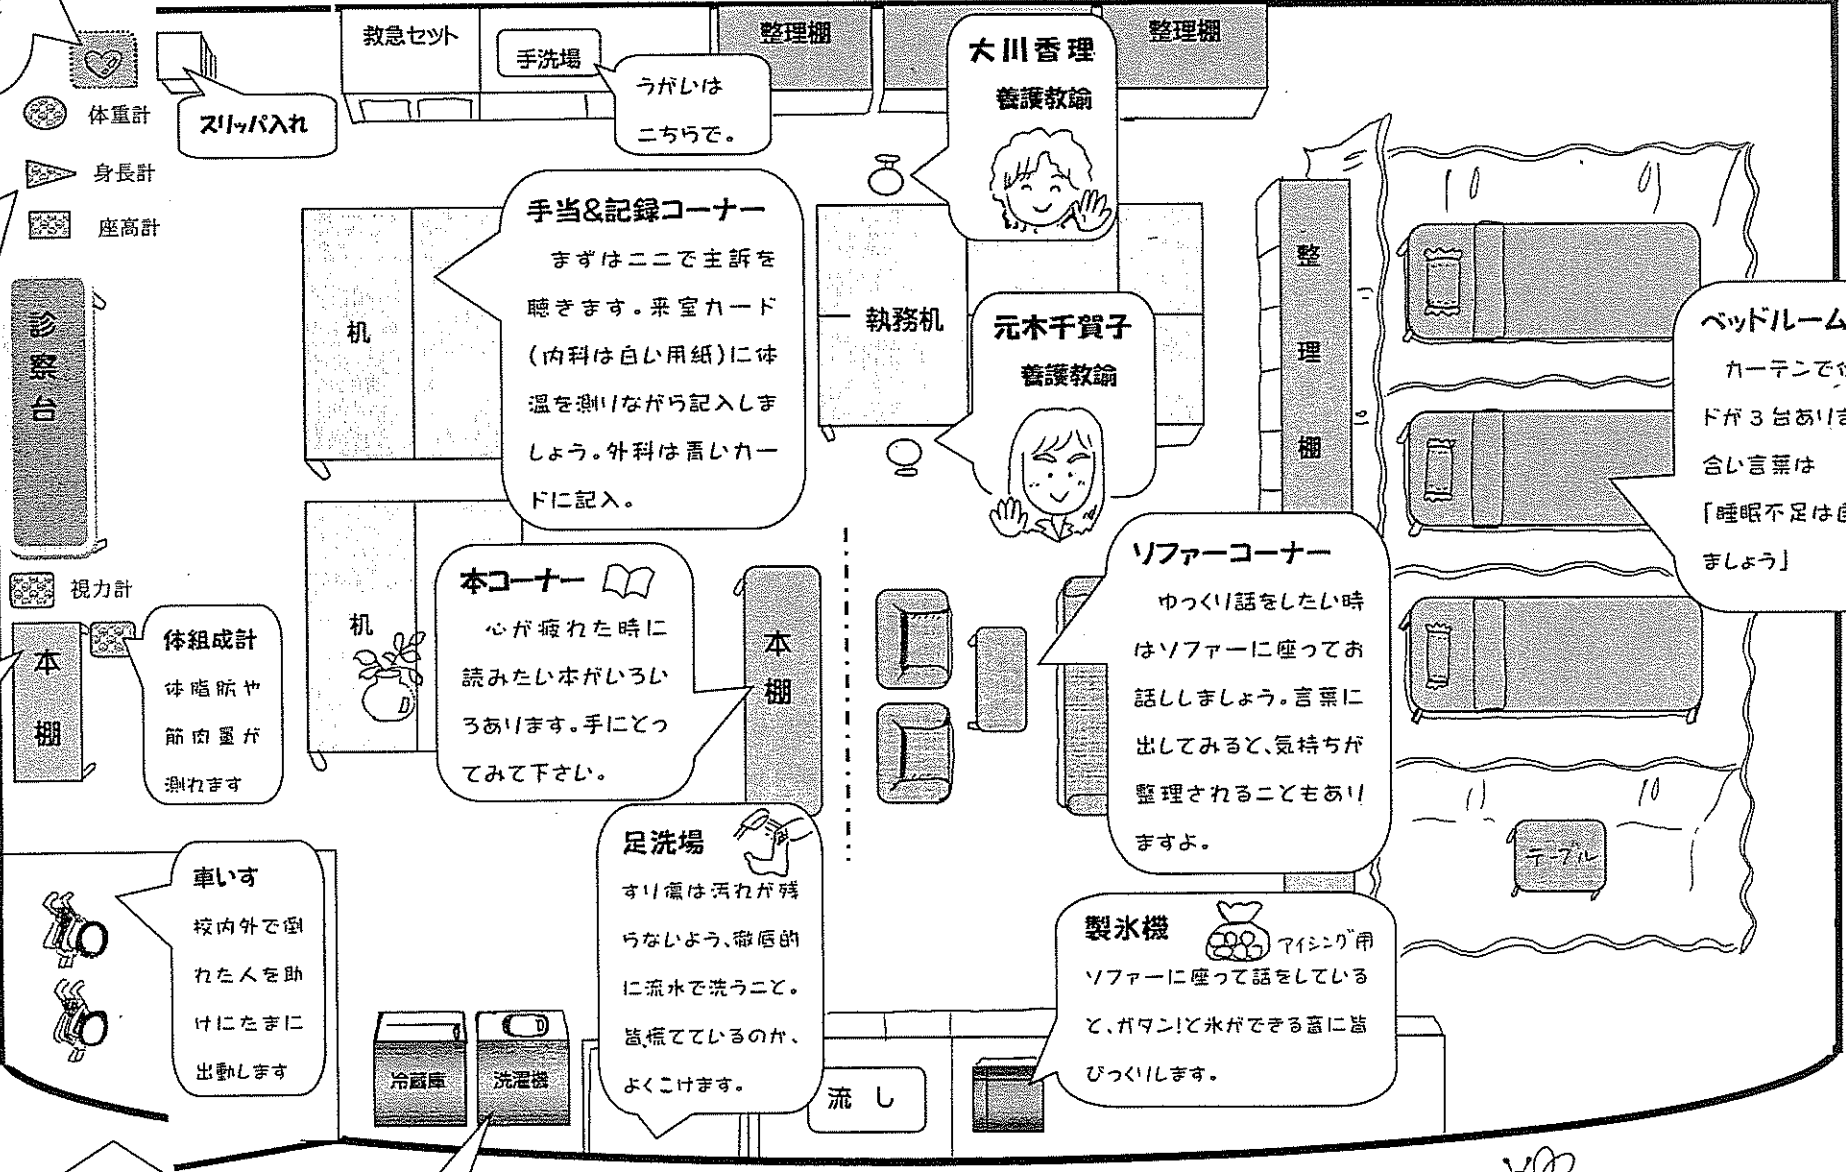 救急セット
手洗場
整理棚
整理棚
うがいは
こちらで。
大川香理
養護教諭
体重計
身長計
座高計
スリッパ入れ
手当&記録コーナー
まずはここで主訴を
聴きます。来室カード
(内科は白い用紙)に体
温を測りながら記入しま
しょう。外科は青いカー
ドに記入。
机
執務机
元木千賀子
養護教諭
整
理
棚
ベッドルーム
カーテンで
ドが3台あります
合い言葉は
「睡眠不足は
ましょう」
診
察
台
視力計
本
棚
体組成計
体脂肪や
筋肉量が
測れます
机
本コーナー
心が疲れた時に
読みたい本がいろい
ろあります。手にとっ
てみて下さい。
本
棚
ソファーコーナー
ゆっくり話をしたい時
はソファーに座ってお
話ししましょう。言葉に
出してみると、気持ちが
整理されることもあり
ますよ。
テーブル
車いす
校内外で倒
れた人を助
けにたまに
出動します
冷蔵庫
洗濯機
足洗場
すり傷は汚れが残
らないよう、徹底的
に流水で洗うこと。
皆慌てているのか、
よくこけます。
流し
製氷機
アイシング用
ソファーに座って話をしている
と、ガタン!と氷ができる音に皆
びっくりします。